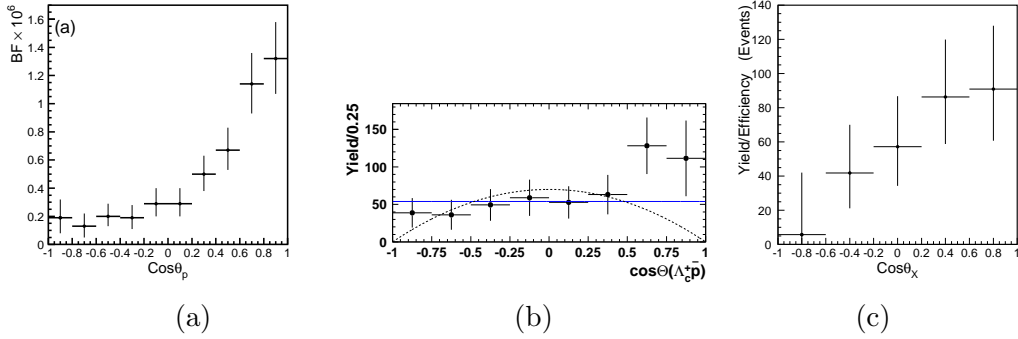 BF × 10⁶
(a)
1.6
1.4
1.2
1
0.8
0.6
0.4
0.2
0
-1 -0.8 -0.6 -0.4 -0.2 0 0.2 0.4 0.6 0.8 1
Cosθp
(a)
Yield/0.25
150
100
50
0
-1 -0.75 -0.5 -0.25 0 0.25 0.5 0.75 1
cosΘ(Λc⁺p̄)
(b)
Yield/Efficiency (Events)
140
120
100
80
60
40
20
0
-1 -0.8 -0.6 -0.4 -0.2 0 0.2 0.4 0.6 0.8 1
CosθX
(c)